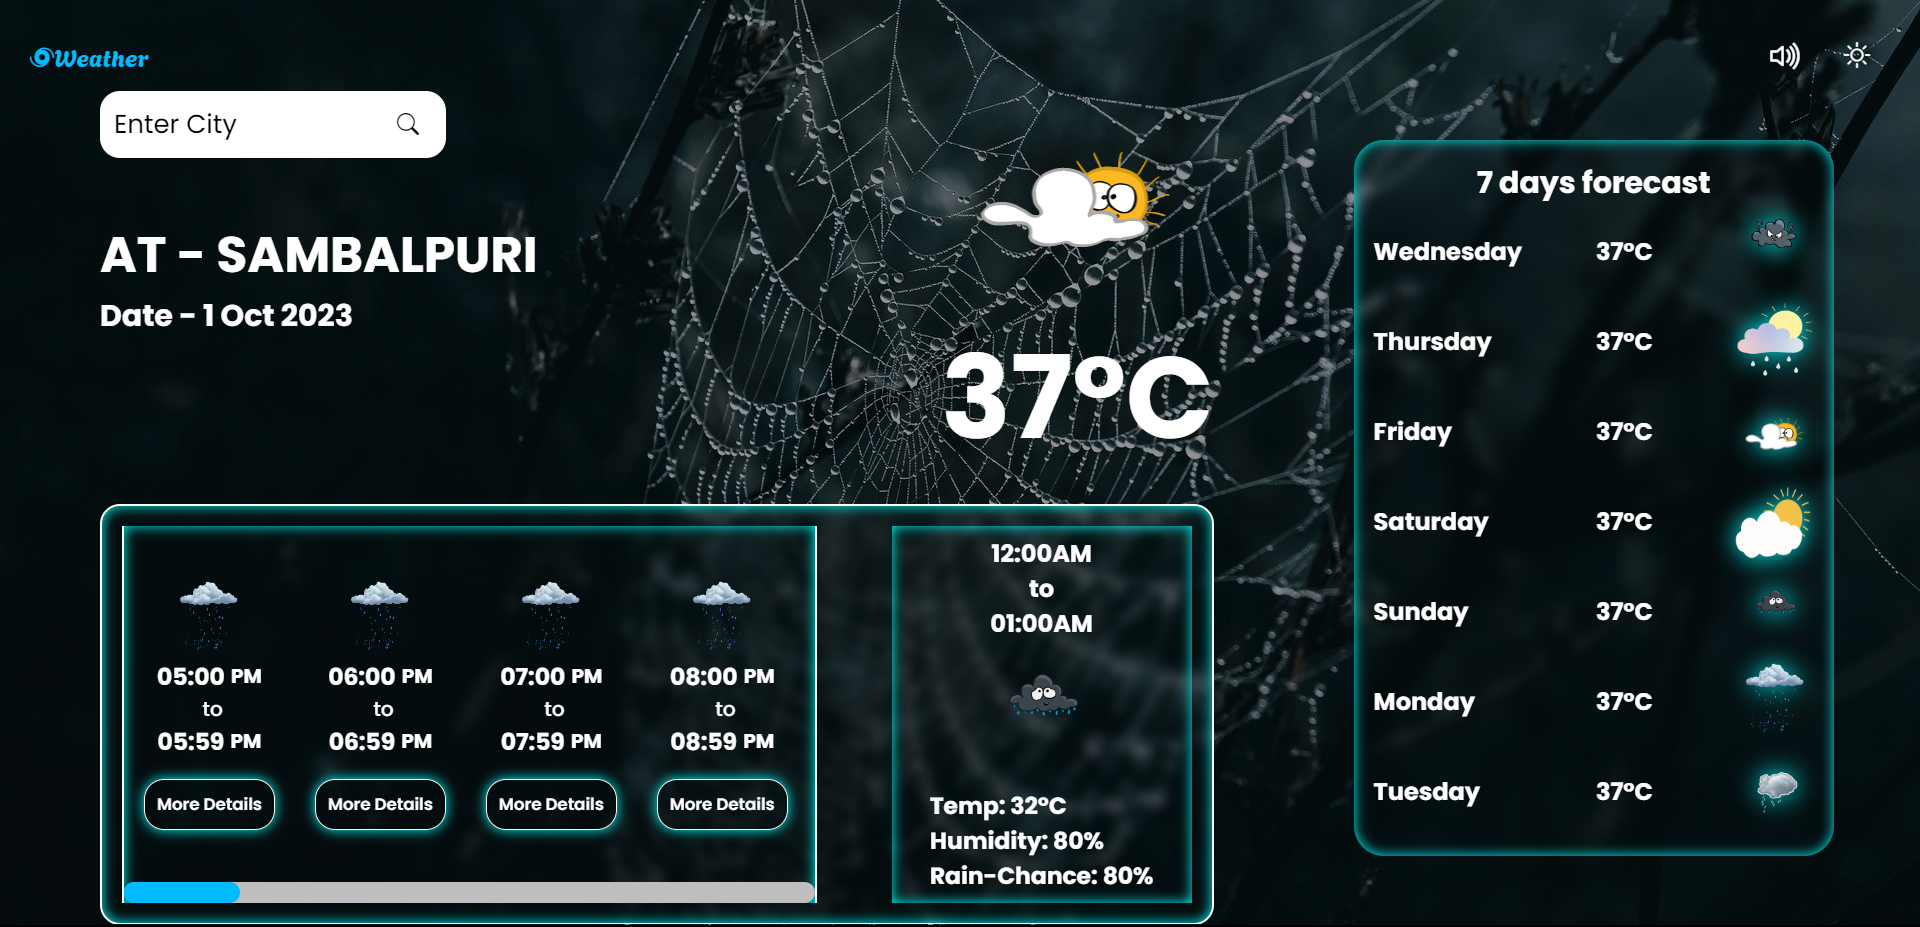 Weather
Enter City
AT - SAMBALPURI
Date - 1 Oct 2023
37°C
05:00 PM
to
05:59 PM
More Details
06:00 PM
to
06:59 PM
More Details
07:00 PM
to
07:59 PM
More Details
08:00 PM
to
08:59 PM
More Details
12:00AM
to
01:00AM
Temp: 32°C
Humidity: 80%
Rain-Chance: 80%
7 days forecast
Wednesday 37°C
Thursday 37°C
Friday 37°C
Saturday 37°C
Sunday 37°C
Monday 37°C
Tuesday 37°C